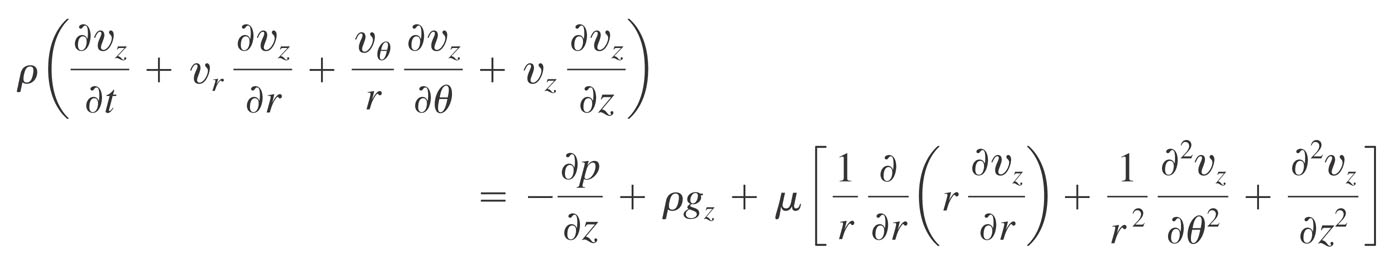 ρ(∂v_z/∂t + v_r ∂v_z/∂r + v_θ/r ∂v_z/∂θ + v_z ∂v_z/∂z)
= −∂p/∂z + ρg_z + μ[1/r ∂/∂r(r ∂v_z/∂r) + 1/r² ∂²v_z/∂θ² + ∂²v_z/∂z²]